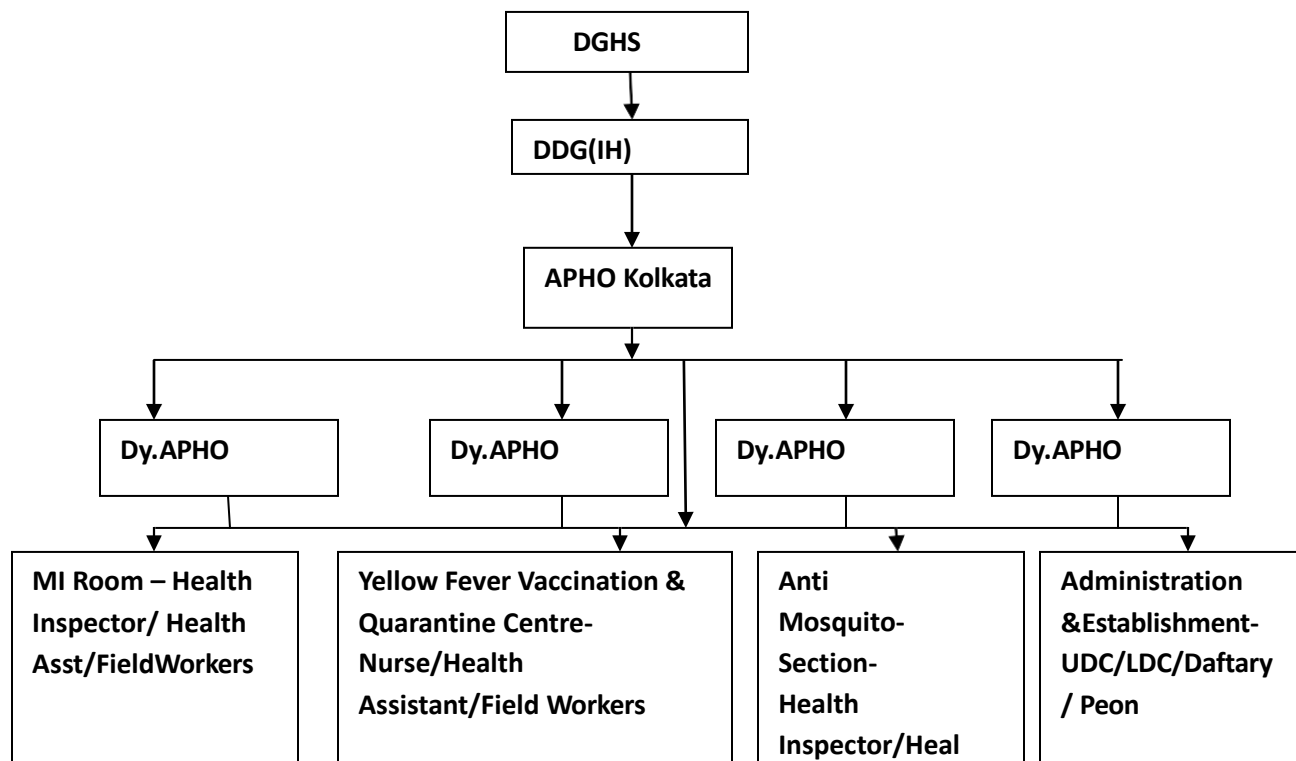 DGHS
DDG(IH)
APHO Kolkata
Dy.APHO
Dy.APHO
Dy.APHO
Dy.APHO
MI Room – Health
Inspector/ Health
Asst/FieldWorkers
Yellow Fever Vaccination &
Quarantine Centre-
Nurse/Health
Assistant/Field Workers
Anti
Mosquito-
Section-
Health
Inspector/Heal
Administration
&Establishment-
UDC/LDC/Daftary
/ Peon